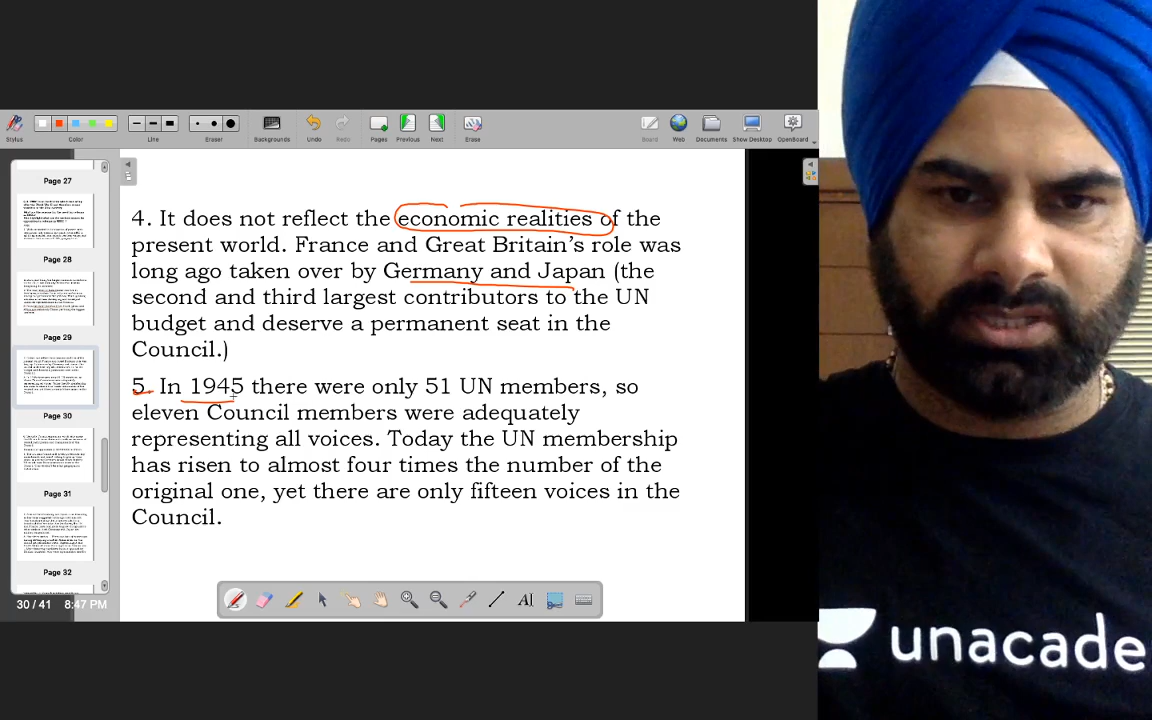 Stylus
Color
Line
Eraser
Backgrounds
Undo
Redo
Pages
Previous
Next
Erase
Board
Web
Documents
Show Desktop
OpenBoard
Page 27
Page 28
Page 29
Page 30
Page 31
Page 32
30 / 41 8:47 PM
4. It does not reflect the economic realities of the
present world. France and Great Britain's role was
long ago taken over by Germany and Japan (the
second and third largest contributors to the UN
budget and deserve a permanent seat in the
Council.)
5. In 1945 there were only 51 UN members, so
eleven Council members were adequately
representing all voices. Today the UN membership
has risen to almost four times the number of the
original one, yet there are only fifteen voices in the
Council.
AI
unacade